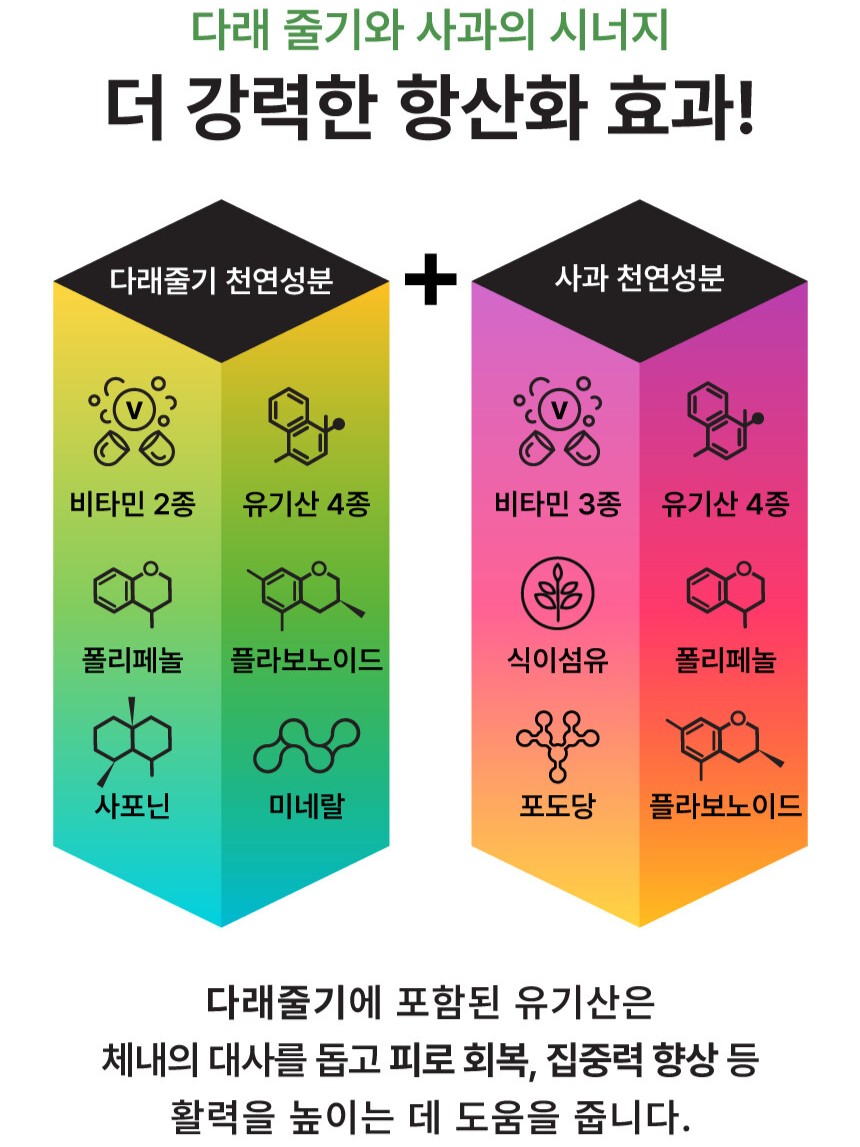 다래 줄기와 사과의 시너지
더 강력한 항산화 효과!
다래줄기 천연성분
+
사과 천연성분
V
비타민 2종
유기산 4종
폴리페놀
플라보노이드
사포닌
미네랄
V
비타민 3종
유기산 4종
식이섬유
폴리페놀
포도당
플라보노이드
다래줄기에 포함된 유기산은
체내의 대사를 돕고 피로 회복, 집중력 향상 등
활력을 높이는 데 도움을 줍니다.